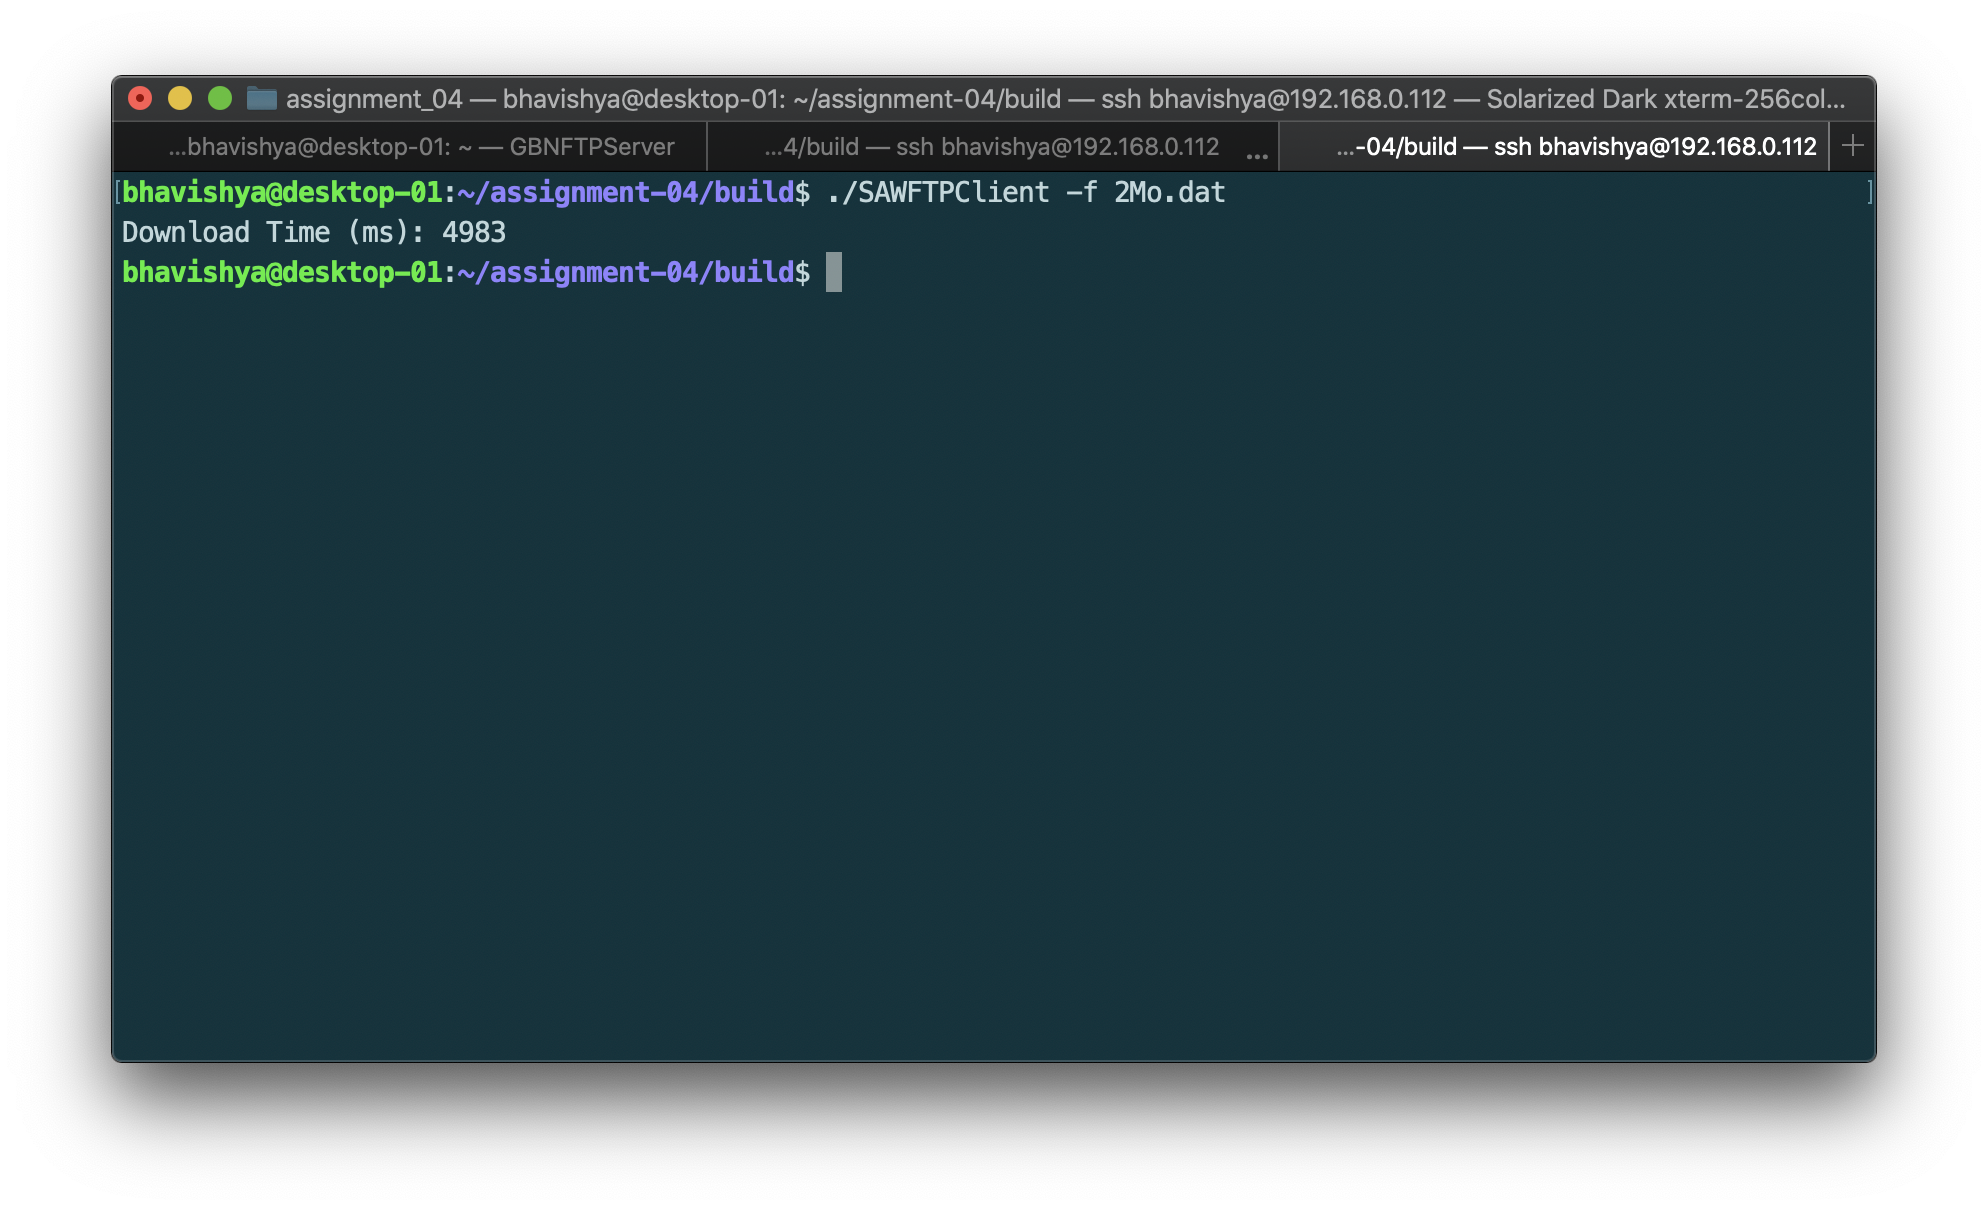 assignment_04 — bhavishya@desktop-01: ~/assignment-04/build — ssh bhavishya@192.168.0.112 — Solarized Dark xterm-256col...
...bhavishya@desktop-01: ~ — GBNFTPServer
...4/build — ssh bhavishya@192.168.0.112 ...
...-04/build — ssh bhavishya@192.168.0.112 +
[bhavishya@desktop-01:~/assignment-04/build$ ./SAWFTPClient -f 2Mo.dat ]
Download Time (ms): 4983
bhavishya@desktop-01:~/assignment-04/build$